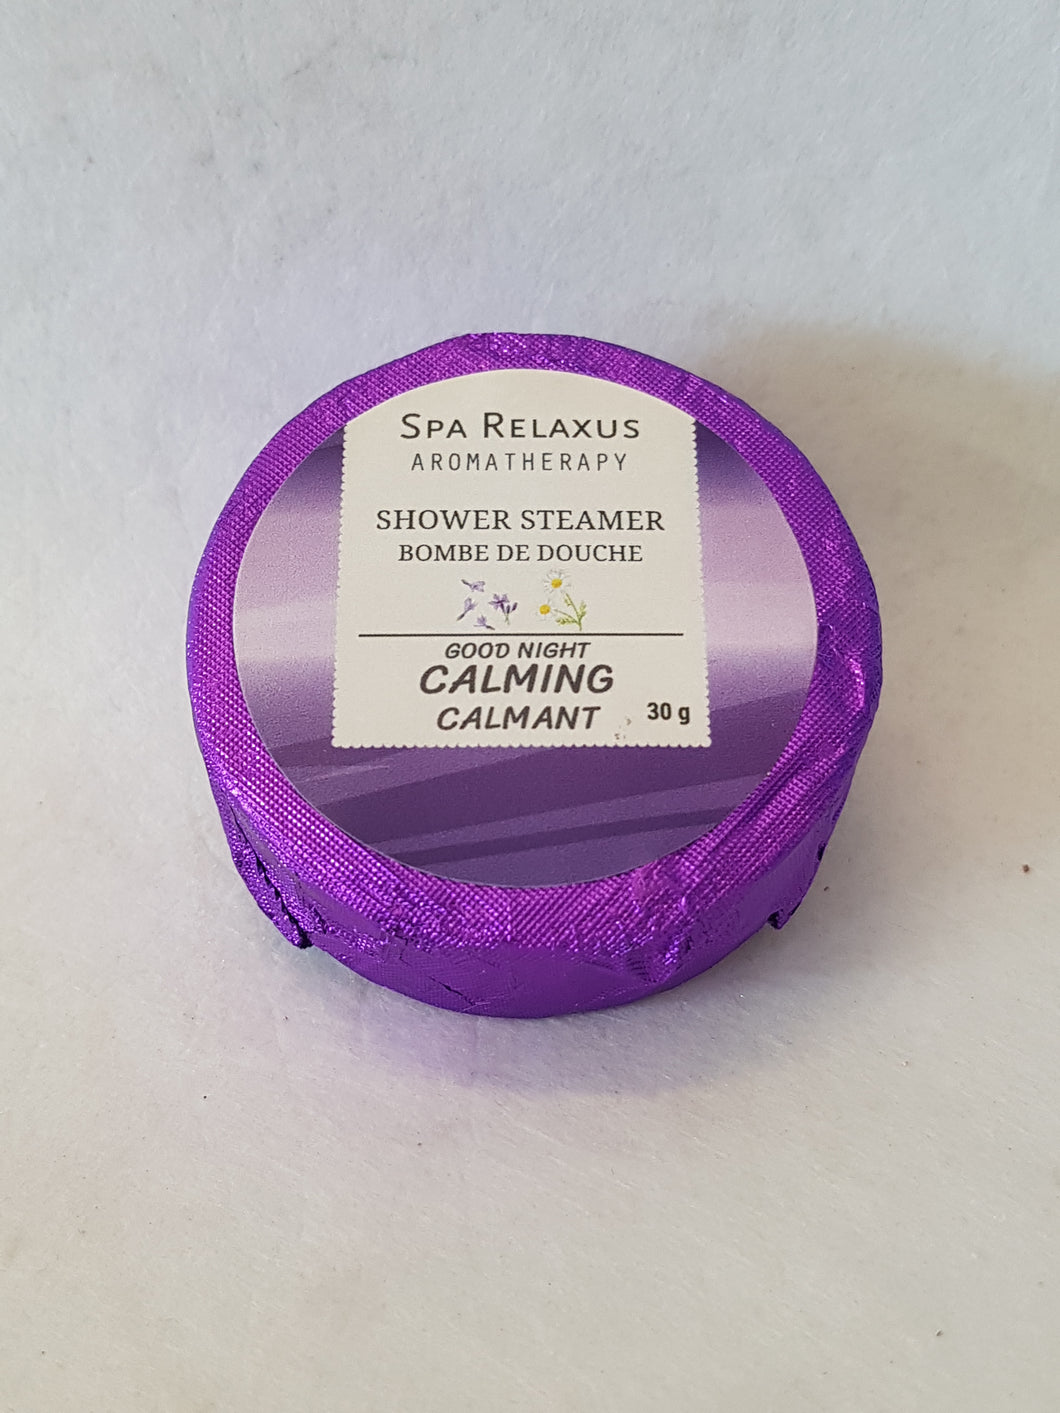 SPA RELAXUS
AROMATHERAPY
SHOWER STEAMER
BOMBE DE DOUCHE
GOOD NIGHT
CALMING
CALMANT
30 g